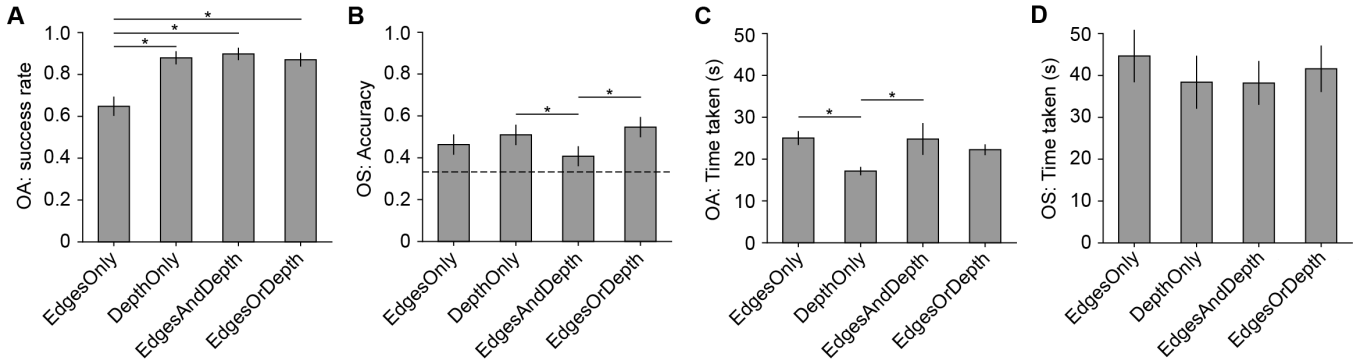 A
OA: success rate
1.0
0.8
0.6
0.4
0.2
0
*
*
*
EdgesOnly
DepthOnly
EdgesAndDepth
EdgesOrDepth
B
OS: Accuracy
1.0
0.8
0.6
0.4
0.2
0
*
*
EdgesOnly
DepthOnly
EdgesAndDepth
EdgesOrDepth
C
OA: Time taken (s)
50
40
30
20
10
0
*
*
EdgesOnly
DepthOnly
EdgesAndDepth
EdgesOrDepth
D
OS: Time taken (s)
50
40
30
20
10
0
EdgesOnly
DepthOnly
EdgesAndDepth
EdgesOrDepth